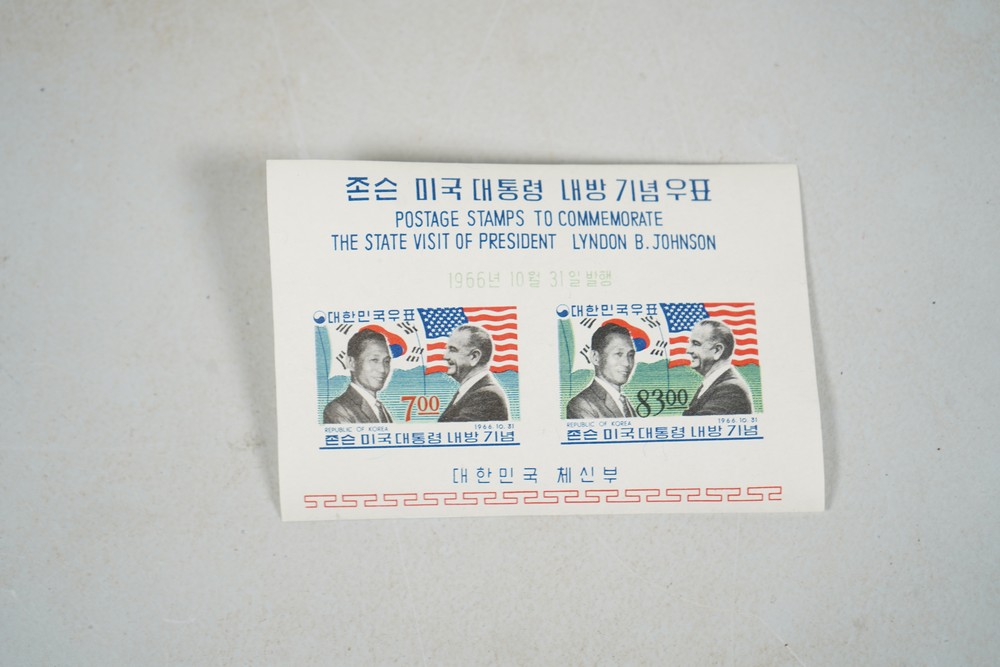 존슨 미국 대통령 내방 기념우표
POSTAGE STAMPS TO COMMEMORATE
THE STATE VISIT OF PRESIDENT LYNDON B. JOHNSON
1966년 10월 31일 발행
대한민국우표
7.00
REPUBLIC OF KOREA 1966.10.31
존슨 미국 대통령 내방 기념
대한민국우표
83.00
REPUBLIC OF KOREA 1966.10.31
존슨 미국 대통령 내방 기념
대한민국 체신부